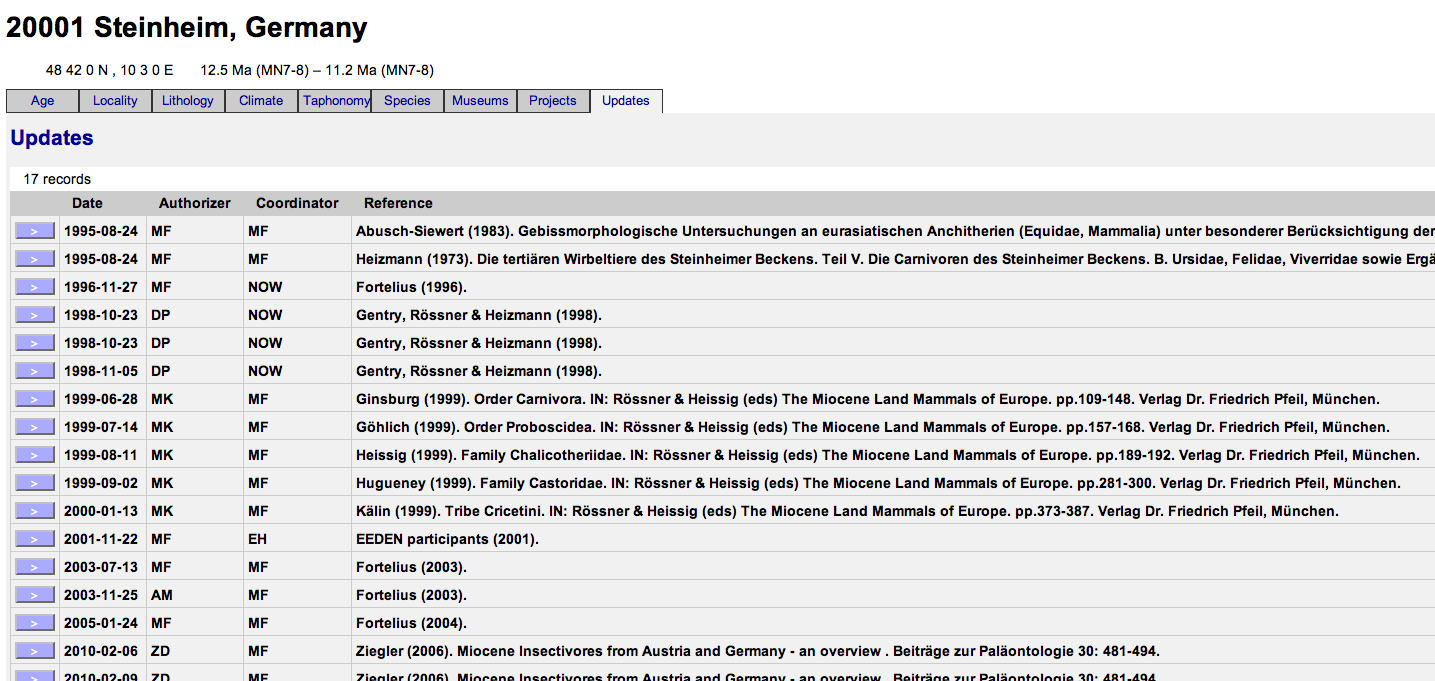 20001 Steinheim, Germany
48 42 0 N , 10 3 0 E 12.5 Ma (MN7-8) – 11.2 Ma (MN7-8)
Age Locality Lithology Climate Taphonomy Species Museums Projects Updates
Updates
17 records
Date Authorizer Coordinator Reference
> 1995-08-24 MF MF Abusch-Siewert (1983). Gebissmorphologische Untersuchungen an eurasiatischen Anchitherien (Equidae, Mammalia) unter besonderer Berücksichtigung der
> 1995-08-24 MF MF Heizmann (1973). Die tertiären Wirbeltiere des Steinheimer Beckens. Teil V. Die Carnivoren des Steinheimer Beckens. B. Ursidae, Felidae, Viverridae sowie Ergä
> 1996-11-27 MF NOW Fortelius (1996).
> 1998-10-23 DP NOW Gentry, Rössner & Heizmann (1998).
> 1998-10-23 DP NOW Gentry, Rössner & Heizmann (1998).
> 1998-11-05 DP NOW Gentry, Rössner & Heizmann (1998).
> 1999-06-28 MK MF Ginsburg (1999). Order Carnivora. IN: Rössner & Heissig (eds) The Miocene Land Mammals of Europe. pp.109-148. Verlag Dr. Friedrich Pfeil, München.
> 1999-07-14 MK MF Göhlich (1999). Order Proboscidea. IN: Rössner & Heissig (eds) The Miocene Land Mammals of Europe. pp.157-168. Verlag Dr. Friedrich Pfeil, München.
> 1999-08-11 MK MF Heissig (1999). Family Chalicotheriidae. IN: Rössner & Heissig (eds) The Miocene Land Mammals of Europe. pp.189-192. Verlag Dr. Friedrich Pfeil, München.
> 1999-09-02 MK MF Hugueney (1999). Family Castoridae. IN: Rössner & Heissig (eds) The Miocene Land Mammals of Europe. pp.281-300. Verlag Dr. Friedrich Pfeil, München.
> 2000-01-13 MK MF Kälin (1999). Tribe Cricetini. IN: Rössner & Heissig (eds) The Miocene Land Mammals of Europe. pp.373-387. Verlag Dr. Friedrich Pfeil, München.
> 2001-11-22 MF EH EEDEN participants (2001).
> 2003-07-13 MF MF Fortelius (2003).
> 2003-11-25 AM MF Fortelius (2003).
> 2005-01-24 MF MF Fortelius (2004).
> 2010-02-06 ZD MF Ziegler (2006). Miocene Insectivores from Austria and Germany - an overview . Beiträge zur Paläontologie 30: 481-494.
> 2010-02-09 ZD MF Ziegler (2006). Miocene Insectivores from Austria and Germany - an overview . Beiträge zur Paläontologie 30: 481-494.